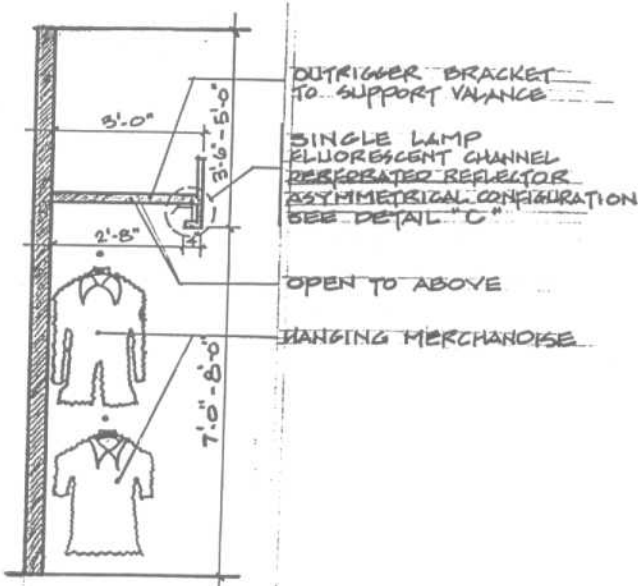 OUTRIGGER BRACKET
TO SUPPORT VALANCE
3'-0"
3'-6"-5'-0"
SINGLE LAMP
FLUORESCENT CHANNEL
PERFORATED REFLECTOR
ASYMMETRICAL CONFIGURATION
SEE DETAIL "C"
2'-8"
OPEN TO ABOVE
HANGING MERCHANDISE
7'-0"-8'-0"